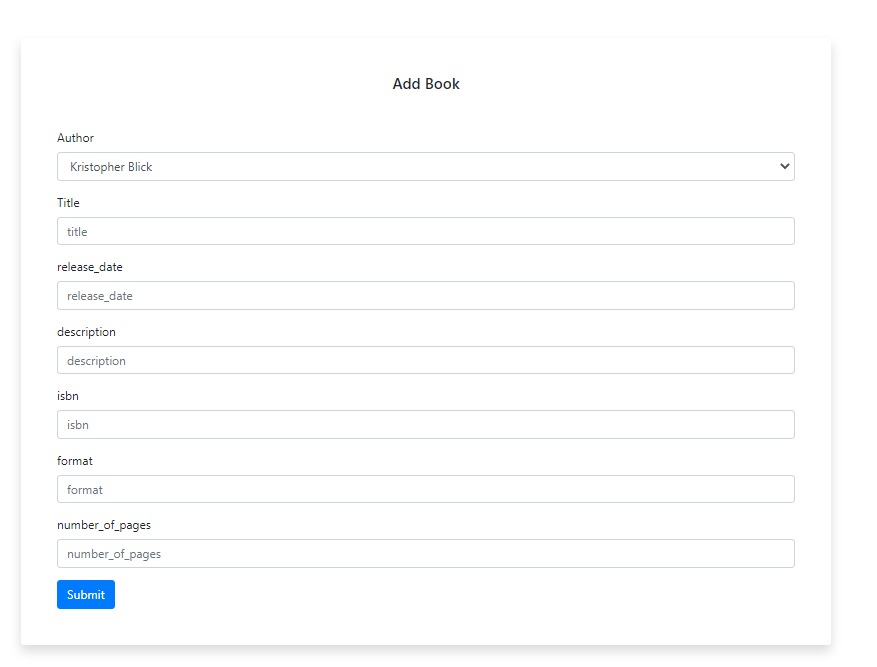 Add Book
Author
Kristopher Blick
Title
title
release_date
release_date
description
description
isbn
isbn
format
format
number_of_pages
number_of_pages
Submit